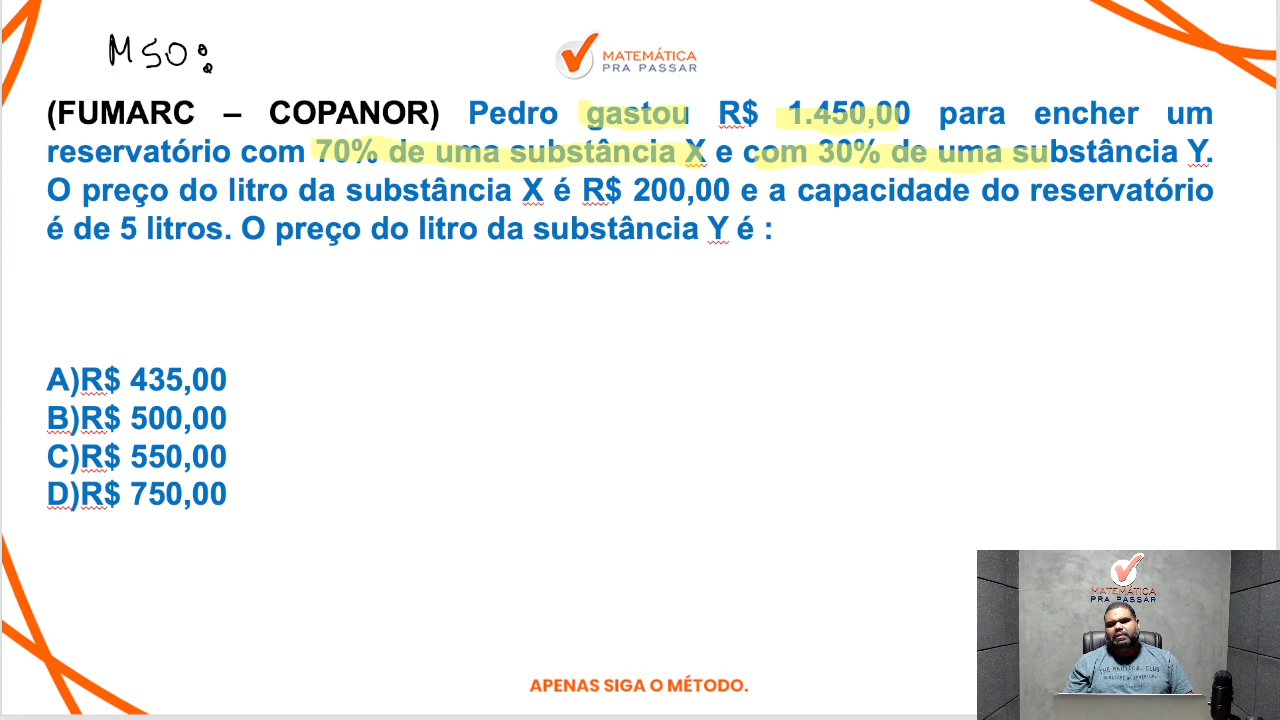 MSO:
MATEMÁTICA
PRA PASSAR
(FUMARC – COPANOR) Pedro gastou R$ 1.450,00 para encher um
reservatório com 70% de uma substância X e com 30% de uma substância Y.
O preço do litro da substância X é R$ 200,00 e a capacidade do reservatório
é de 5 litros. O preço do litro da substância Y é :
A)R$ 435,00
B)R$ 500,00
C)R$ 550,00
D)R$ 750,00
MATEMÁTICA
PRA PASSAR
APENAS SIGA O MÉTODO.